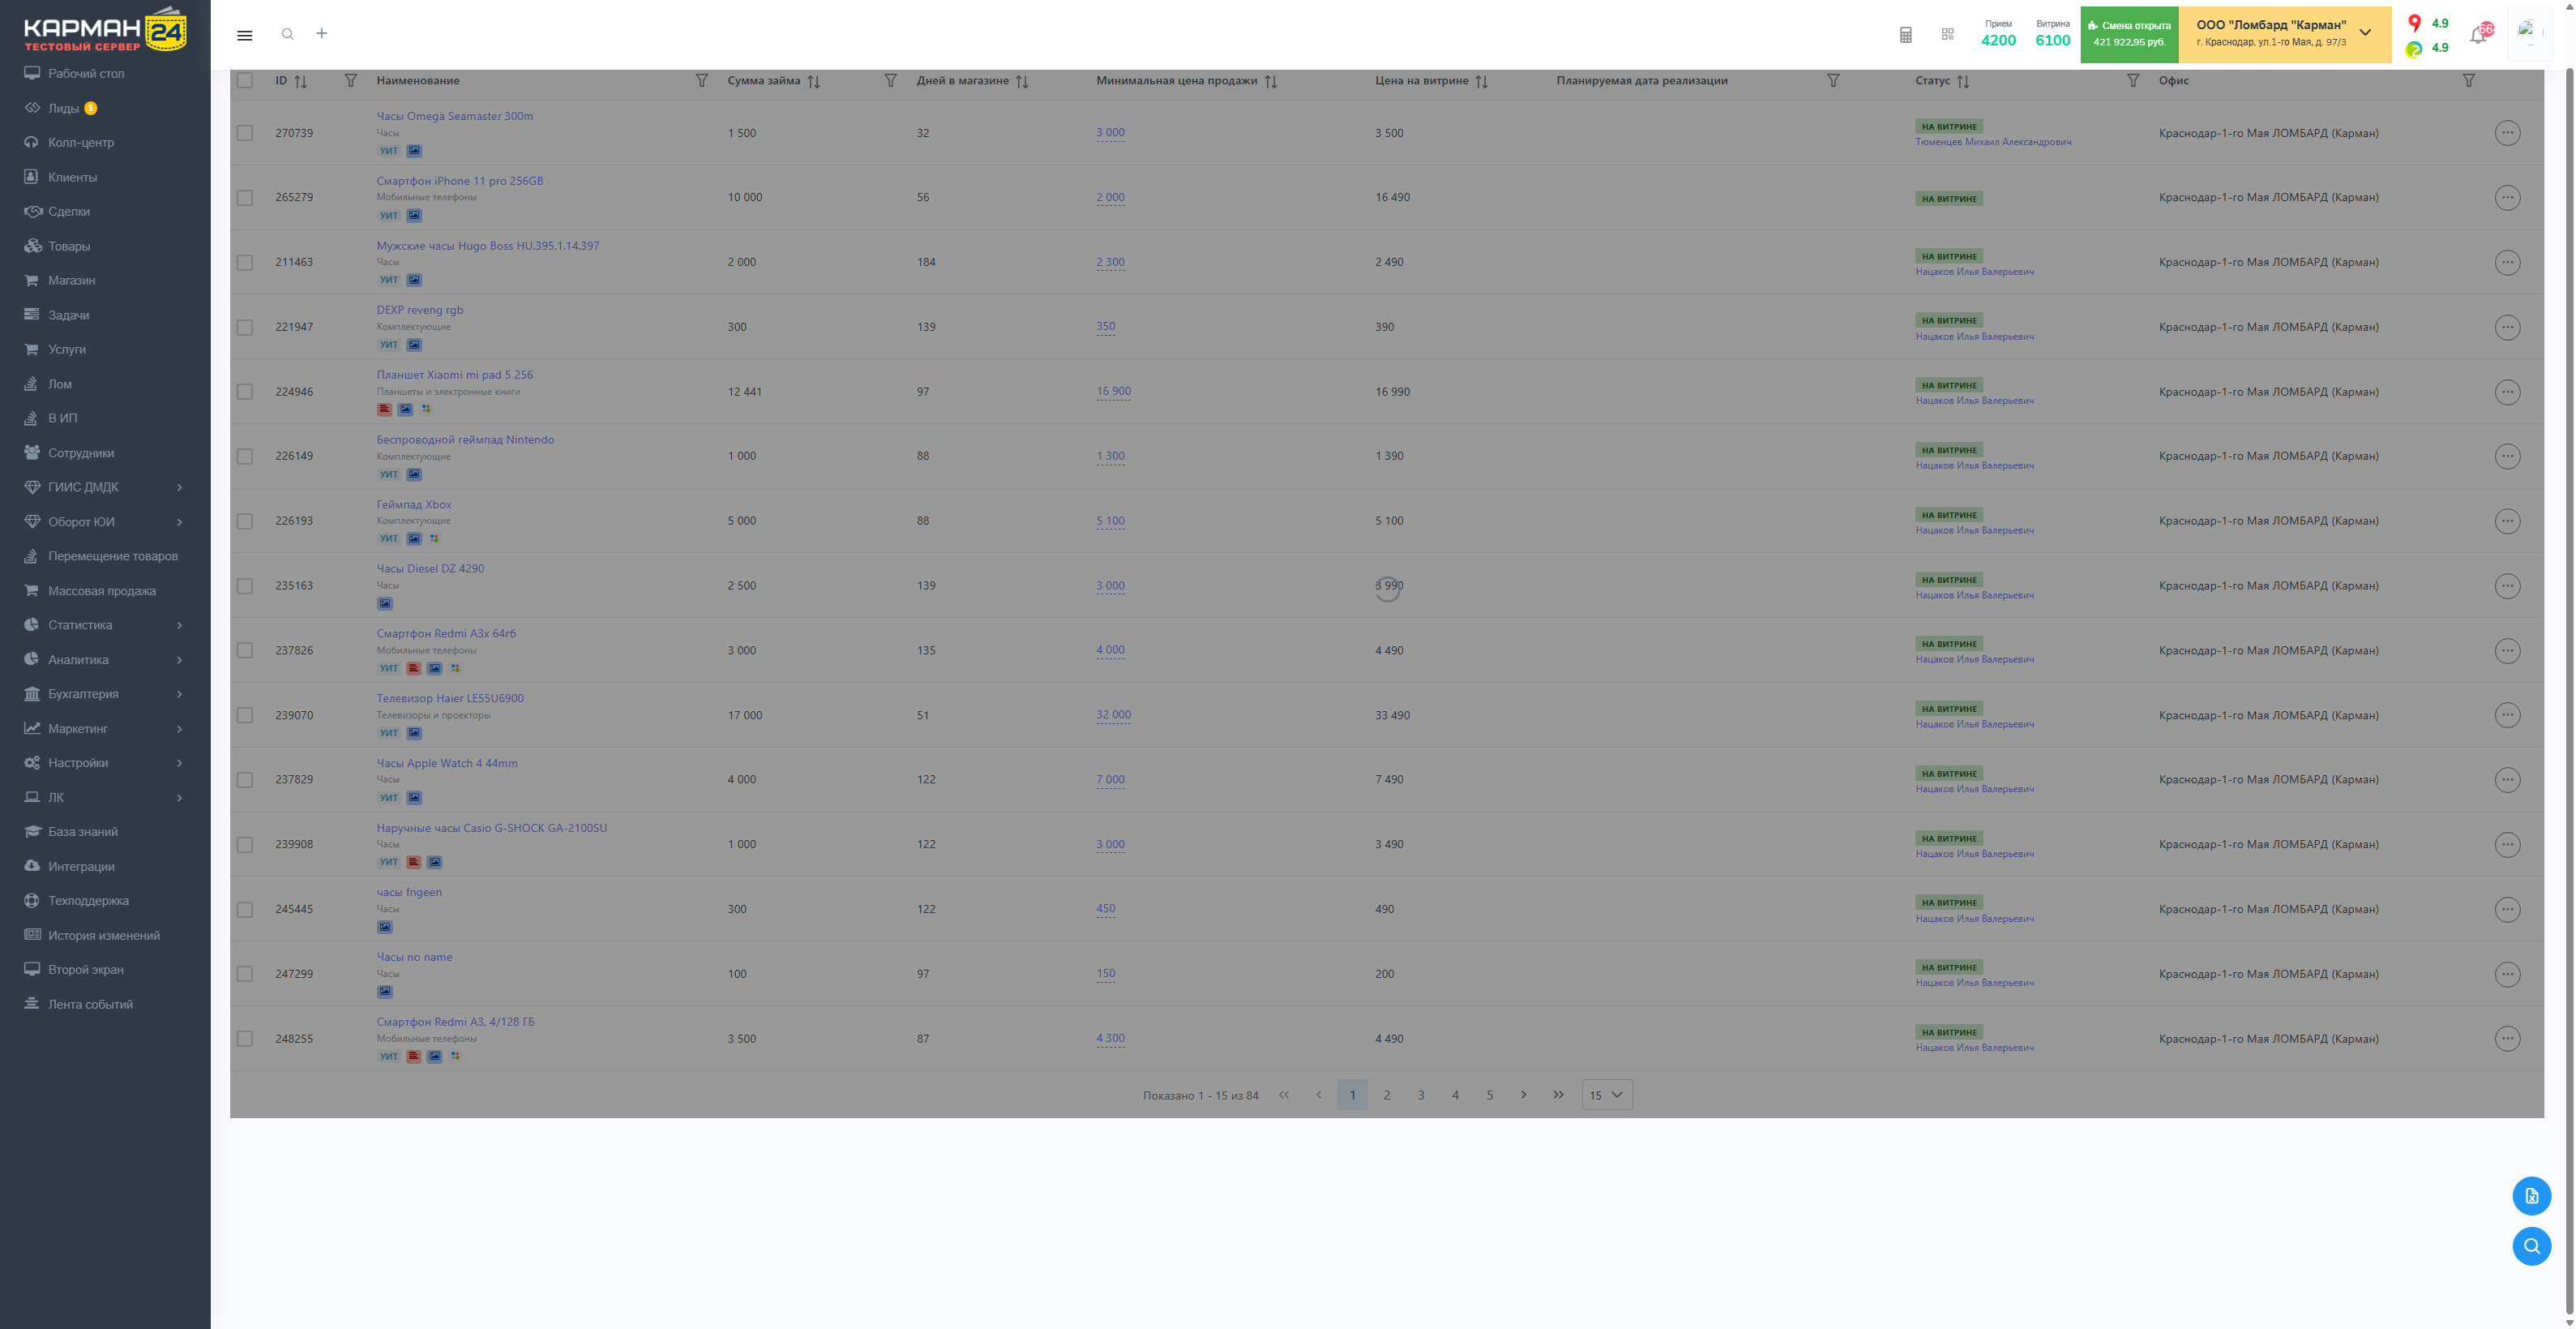 КАРМАН 24
ТЕСТОВЫЙ СЕРВЕР
Рабочий стол
Лиды 1
Колл-центр
Клиенты
Сделки
Товары
Магазин
Задачи
Услуги
Лом
В ИП
Сотрудники
ГИИС ДМДК
Оборот ЮИ
Перемещение товаров
Массовая продажа
Статистика
Аналитика
Бухгалтерия
Маркетинг
Настройки
ЛК
База знаний
Интеграции
Техподдержка
История изменений
Второй экран
Лента событий
Прием
4200
Витрина
6100
Смена открыта
421 922,95 руб.
ООО "Ломбард "Карман"
г. Краснодар, ул.1-го Мая, д. 97/3
4.9
4.9
ID Наименование Сумма займа Дней в магазине Минимальная цена продажи Цена на витрине Планируемая дата реализации Статус Офис
Часы Omega Seamaster 300m
270739 Часы 1 500 32 3 000 3 500 НА ВИТРИНЕ Краснодар-1-го Мая ЛОМБАРД (Карман)
УИТ Тюменцев Михаил Александрович
Смартфон iPhone 11 pro 256GB
265279 Мобильные телефоны 10 000 56 2 000 16 490 НА ВИТРИНЕ Краснодар-1-го Мая ЛОМБАРД (Карман)
УИТ
Мужские часы Hugo Boss HU.395.1.14.397
211463 Часы 2 000 184 2 300 2 490 НА ВИТРИНЕ Краснодар-1-го Мая ЛОМБАРД (Карман)
УИТ Нацаков Илья Валерьевич
DEXP reveng rgb
221947 Комплектующие 300 139 350 390 НА ВИТРИНЕ Краснодар-1-го Мая ЛОМБАРД (Карман)
УИТ Нацаков Илья Валерьевич
Планшет Xiaomi mi pad 5 256
224946 Планшеты и электронные книги 12 441 97 16 900 16 990 НА ВИТРИНЕ Краснодар-1-го Мая ЛОМБАРД (Карман)
Нацаков Илья Валерьевич
Беспроводной геймпад Nintendo
226149 Комплектующие 1 000 88 1 300 1 390 НА ВИТРИНЕ Краснодар-1-го Мая ЛОМБАРД (Карман)
УИТ Нацаков Илья Валерьевич
Геймпад Xbox
226193 Комплектующие 5 000 88 5 100 5 100 НА ВИТРИНЕ Краснодар-1-го Мая ЛОМБАРД (Карман)
УИТ Нацаков Илья Валерьевич
Часы Diesel DZ 4290
235163 Часы 2 500 139 3 000 3 990 НА ВИТРИНЕ Краснодар-1-го Мая ЛОМБАРД (Карман)
Нацаков Илья Валерьевич
Смартфон Redmi A3x 64гб
237826 Мобильные телефоны 3 000 135 4 000 4 490 НА ВИТРИНЕ Краснодар-1-го Мая ЛОМБАРД (Карман)
УИТ Нацаков Илья Валерьевич
Телевизор Haier LE55U6900
239070 Телевизоры и проекторы 17 000 51 32 000 33 490 НА ВИТРИНЕ Краснодар-1-го Мая ЛОМБАРД (Карман)
УИТ Нацаков Илья Валерьевич
Часы Apple Watch 4 44mm
237829 Часы 4 000 122 7 000 7 490 НА ВИТРИНЕ Краснодар-1-го Мая ЛОМБАРД (Карман)
УИТ Нацаков Илья Валерьевич
Наручные часы Casio G-SHOCK GA-2100SU
239908 Часы 1 000 122 3 000 3 490 НА ВИТРИНЕ Краснодар-1-го Мая ЛОМБАРД (Карман)
УИТ Нацаков Илья Валерьевич
часы fngeen
245445 Часы 300 122 450 490 НА ВИТРИНЕ Краснодар-1-го Мая ЛОМБАРД (Карман)
Нацаков Илья Валерьевич
Часы no name
247299 Часы 100 97 150 200 НА ВИТРИНЕ Краснодар-1-го Мая ЛОМБАРД (Карман)
Нацаков Илья Валерьевич
Смартфон Redmi A3, 4/128 ГБ
248255 Мобильные телефоны 3 500 87 4 300 4 490 НА ВИТРИНЕ Краснодар-1-го Мая ЛОМБАРД (Карман)
УИТ Нацаков Илья Валерьевич
Показано 1 - 15 из 84 1 2 3 4 5 15